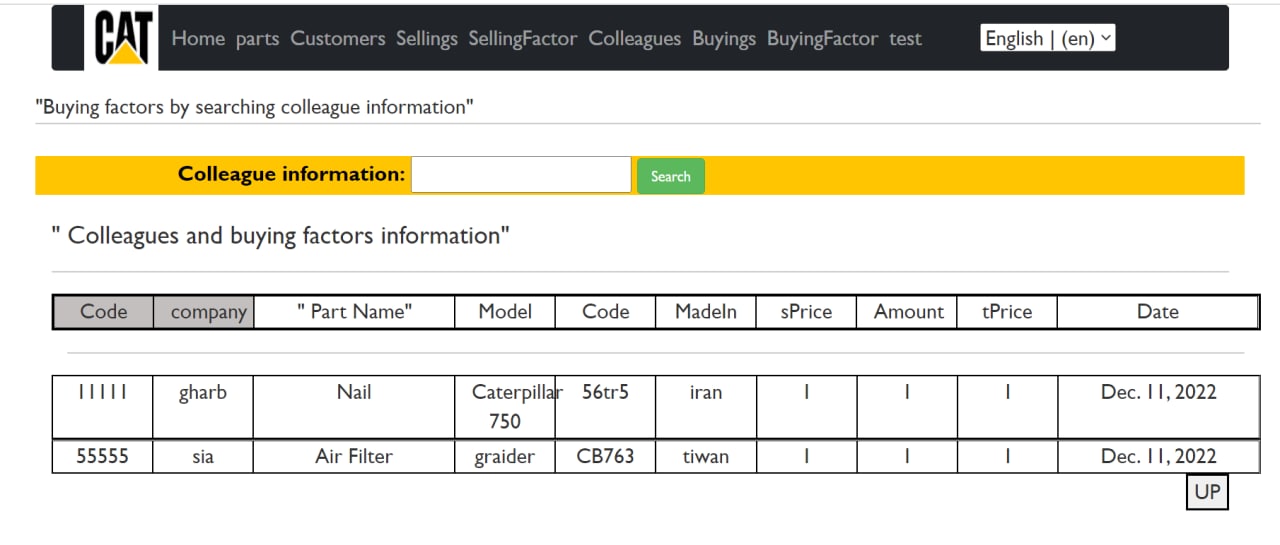 CAT Home parts Customers Sellings SellingFactor Colleagues Buyings BuyingFactor test English | (en)
"Buying factors by searching colleague information"
Colleague information: Search
" Colleagues and buying factors information"
Code company " Part Name" Model Code MadeIn sPrice Amount tPrice Date
11111 gharb Nail Caterpillar 56tr5 iran 1 1 1 Dec. 11, 2022
750
55555 sia Air Filter graider CB763 tiwan 1 1 1 Dec. 11, 2022
UP